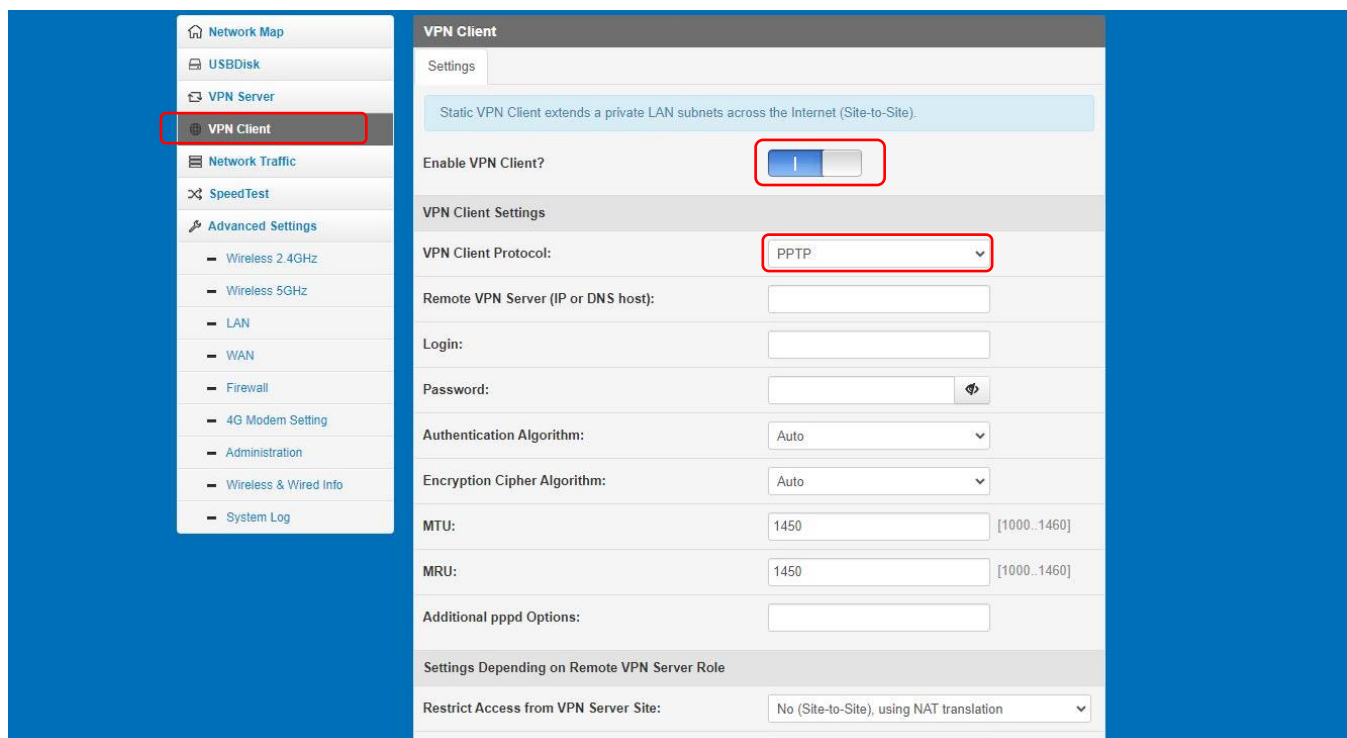 Network Map
USBDisk
VPN Server
VPN Client
Network Traffic
SpeedTest
Advanced Settings
Wireless 2.4GHz
Wireless 5GHz
LAN
WAN
Firewall
4G Modem Setting
Administration
Wireless & Wired Info
System Log
VPN Client
Settings
Static VPN Client extends a private LAN subnets across the Internet (Site-to-Site).
Enable VPN Client?
VPN Client Settings
VPN Client Protocol: PPTP
Remote VPN Server (IP or DNS host):
Login:
Password:
Authentication Algorithm: Auto
Encryption Cipher Algorithm: Auto
MTU: 1450 [1000..1460]
MRU: 1450 [1000..1460]
Additional pppd Options:
Settings Depending on Remote VPN Server Role
Restrict Access from VPN Server Site: No (Site-to-Site), using NAT translation